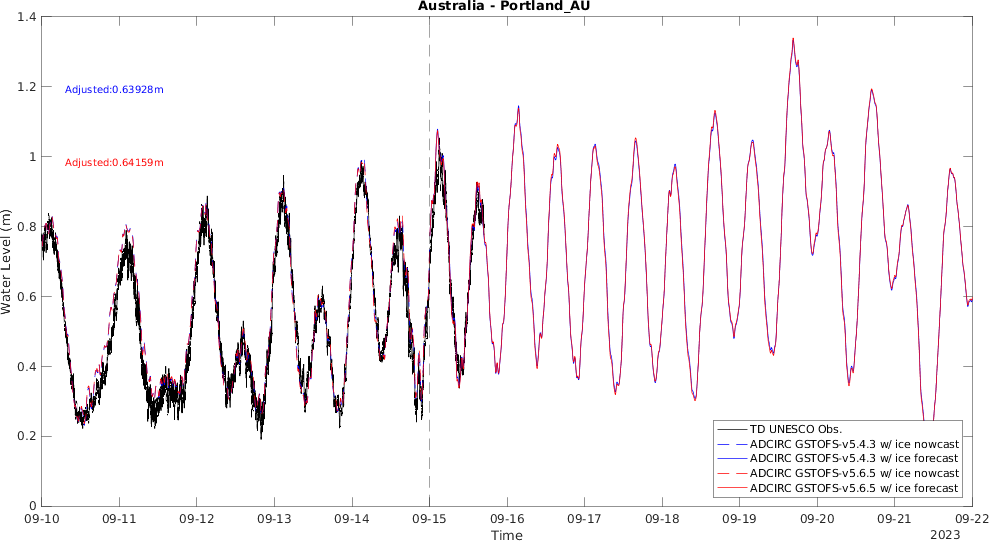 Australia - Portland_AU
1.4
1.2
1
0.8
0.6
0.4
0.2
0
Water Level (m)
Adjusted:0.63928m
Adjusted:0.64159m
TD UNESCO Obs.
ADCIRC GSTOFS-v5.4.3 w/ ice nowcast
ADCIRC GSTOFS-v5.4.3 w/ ice forecast
ADCIRC GSTOFS-v5.6.5 w/ ice nowcast
ADCIRC GSTOFS-v5.6.5 w/ ice forecast
09-10 09-11 09-12 09-13 09-14 09-15 09-16 09-17 09-18 09-19 09-20 09-21 09-22
Time
2023